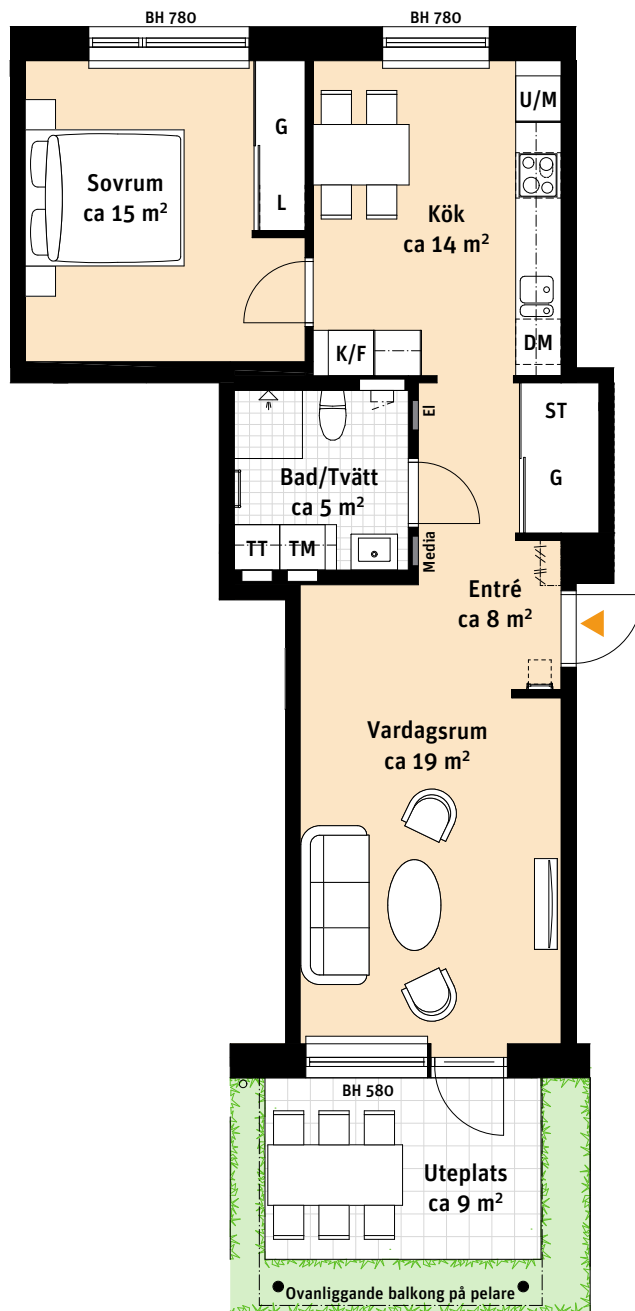 BH 780
BH 780
G
L
U/M
Sovrum
ca 15 m²
Kök
ca 14 m²
K/F
DM
El
ST
G
Bad/Tvätt
ca 5 m²
TT
TM
Media
Entré
ca 8 m²
Vardagsrum
ca 19 m²
BH 580
Uteplats
ca 9 m²
Ovanliggande balkong på pelare